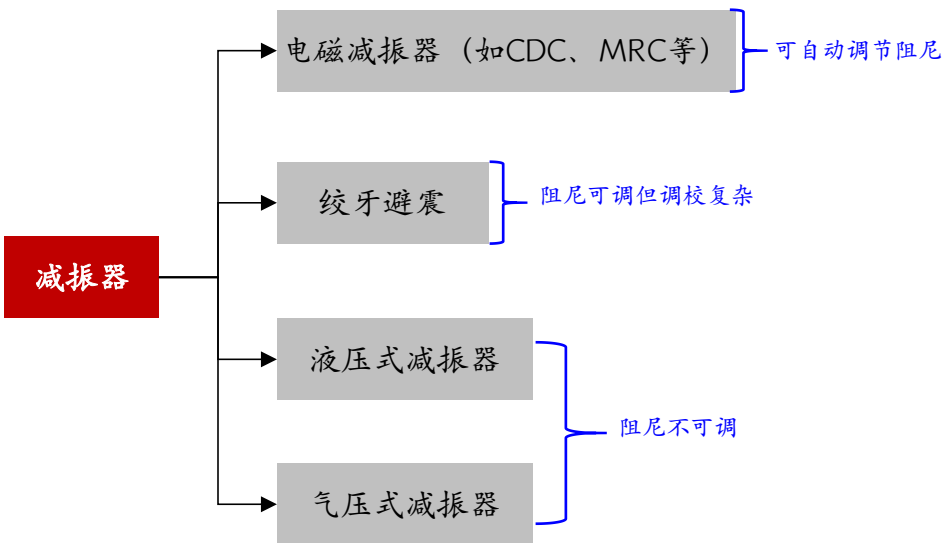 电磁减振器（如CDC、MRC等）
可自动调节阻尼
绞牙避震
阻尼可调但调校复杂
减振器
液压式减振器
阻尼不可调
气压式减振器